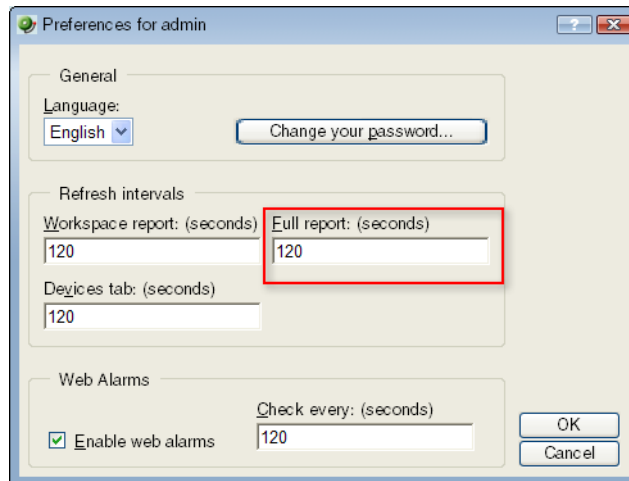 Preferences for admin
General
Language:
English
Change your password...
Refresh intervals
Workspace report: (seconds)
Full report: (seconds)
120
120
Devices tab: (seconds)
120
Web Alarms
Check every: (seconds)
Enable web alarms
120
OK
Cancel